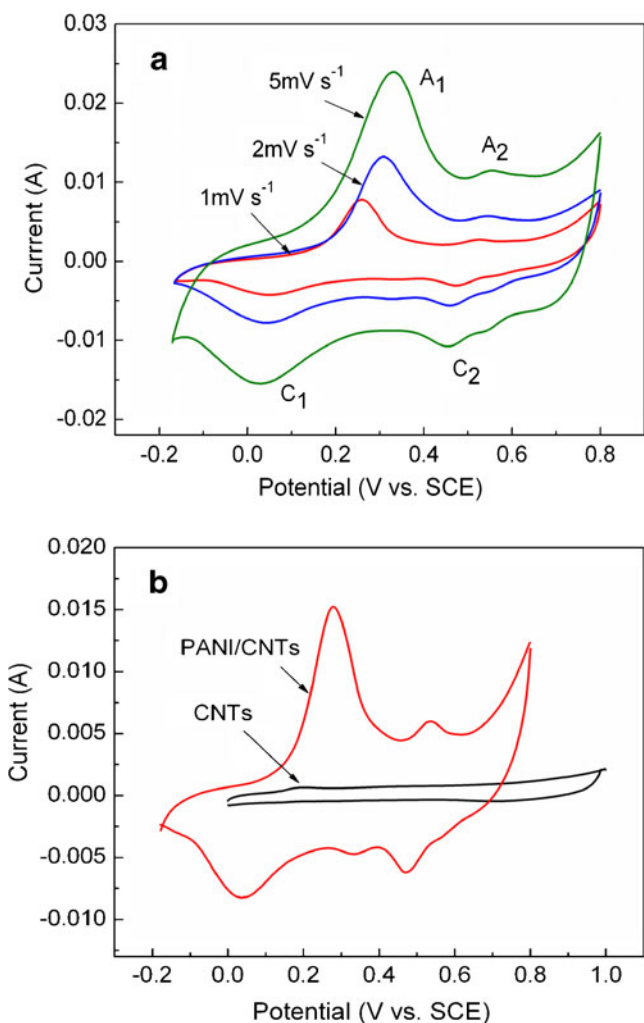 a
0.03
0.02
0.01
0.00
-0.01
-0.02
Currrent (A)
5mV s⁻¹
2mV s⁻¹
1mV s⁻¹
A₁
A₂
C₁
C₂
-0.2 0.0 0.2 0.4 0.6 0.8
Potential (V vs. SCE)
b
0.020
0.015
0.010
0.005
0.000
-0.005
-0.010
Current (A)
PANI/CNTs
CNTs
-0.2 0.0 0.2 0.4 0.6 0.8 1.0
Potential (V vs. SCE)